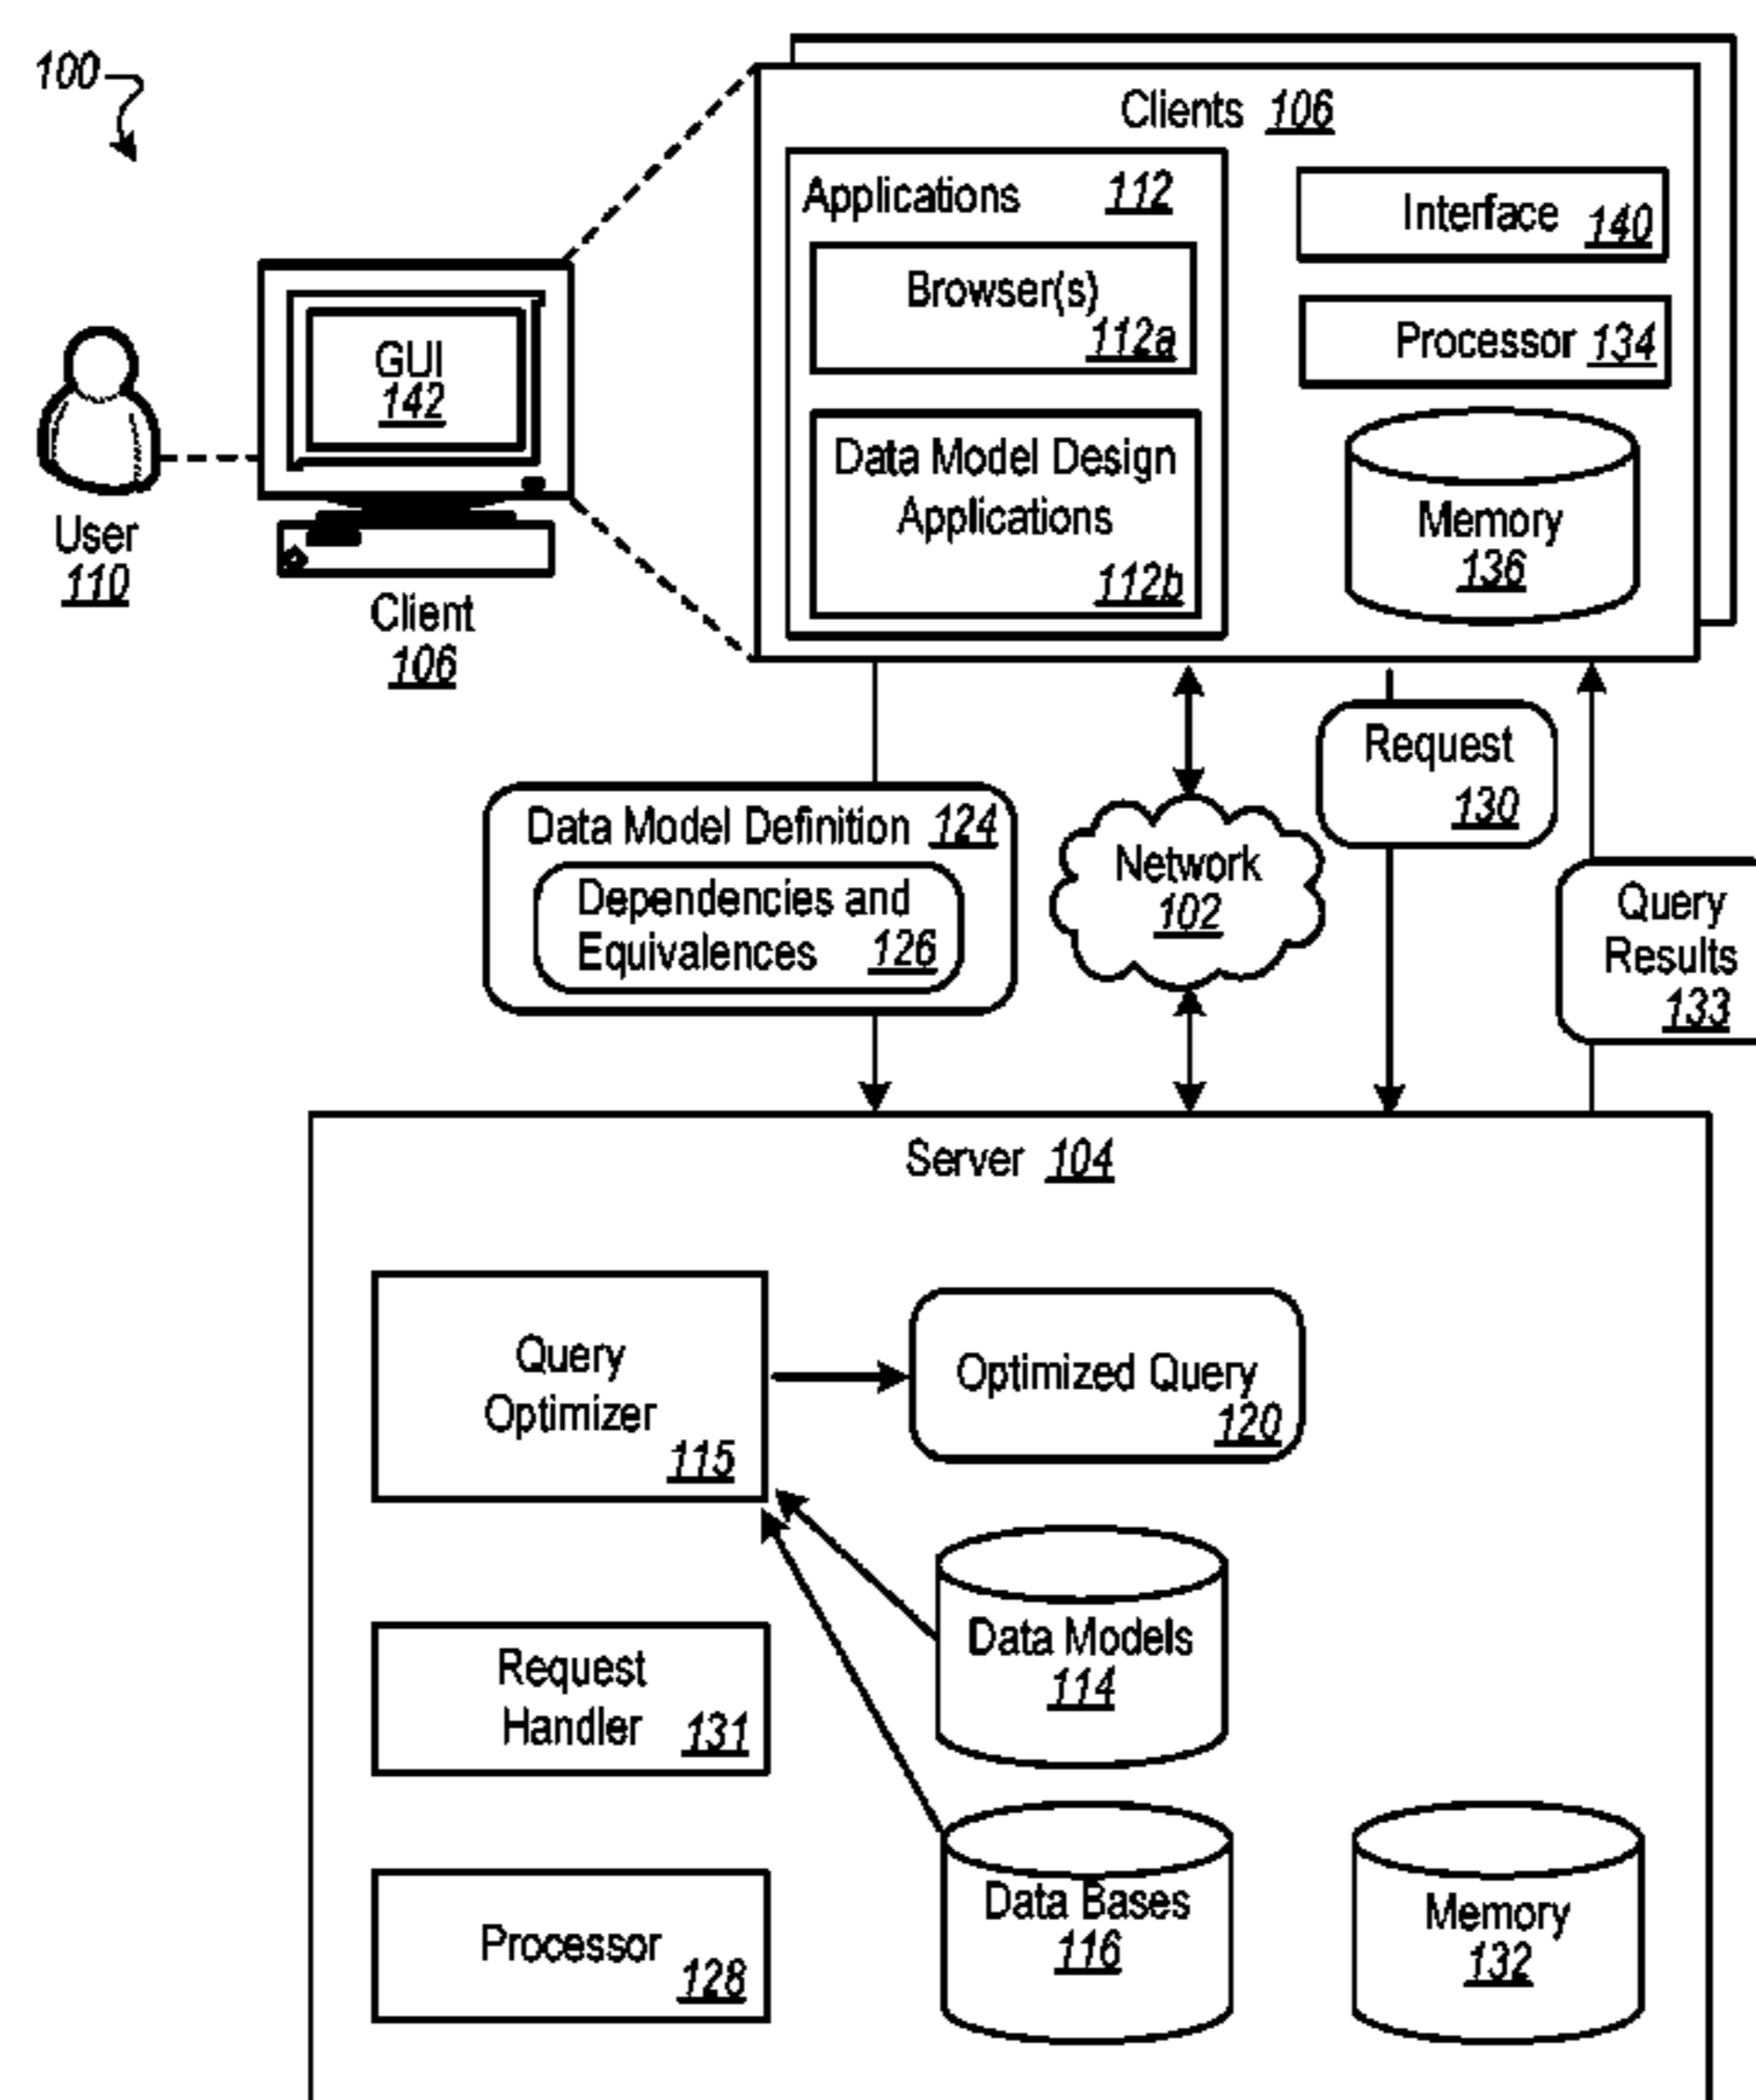 100
Clients 106
Applications 112
Interface 140
Browser(s)
112a
Processor 134
GUI
142
Data Model Design
Applications
112b
Memory
136
User
110
Client
106
Request
130
Data Model Definition 124
Dependencies and
Equivalences 126
Network
102
Query
Results
133
Server 104
Query
Optimizer
115
Optimized Query
120
Data Models
114
Request
Handler 131
Data Bases
116
Memory
132
Processor
128